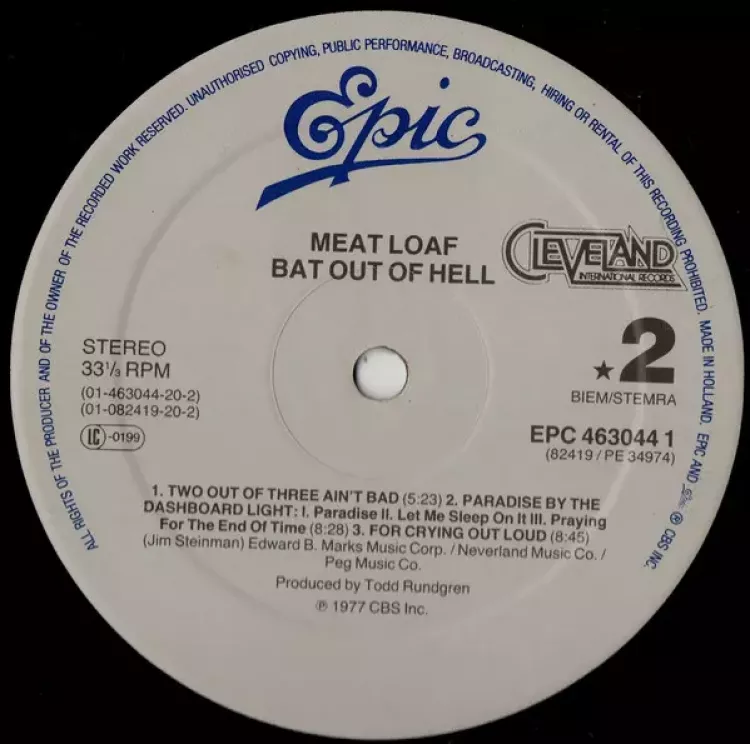 ALL RIGHTS OF THE PRODUCER AND OF THE OWNER OF THE RECORDED WORK RESERVED. UNAUTHORISED COPYING, PUBLIC PERFORMANCE, BROADCASTING, HIRING OR RENTAL OF THIS RECORDING PROHIBITED. MADE IN HOLLAND. EPIC AND ℗ CBS INC.
Epic
MEAT LOAF
BAT OUT OF HELL
CLEVELAND
INTERNATIONAL RECORDS
STEREO
33⅓ RPM
(01-463044-20-2)
(01-082419-20-2)
LC -0199
★2
BIEM/STEMRA
EPC 463044 1
(82419 / PE 34974)
1. TWO OUT OF THREE AIN'T BAD (5:23) 2. PARADISE BY THE
DASHBOARD LIGHT: I. Paradise II. Let Me Sleep On It III. Praying
For The End Of Time (8:28) 3. FOR CRYING OUT LOUD (8:45)
(Jim Steinman) Edward B. Marks Music Corp. / Neverland Music Co. /
Peg Music Co.
Produced by Todd Rundgren
℗ 1977 CBS Inc.